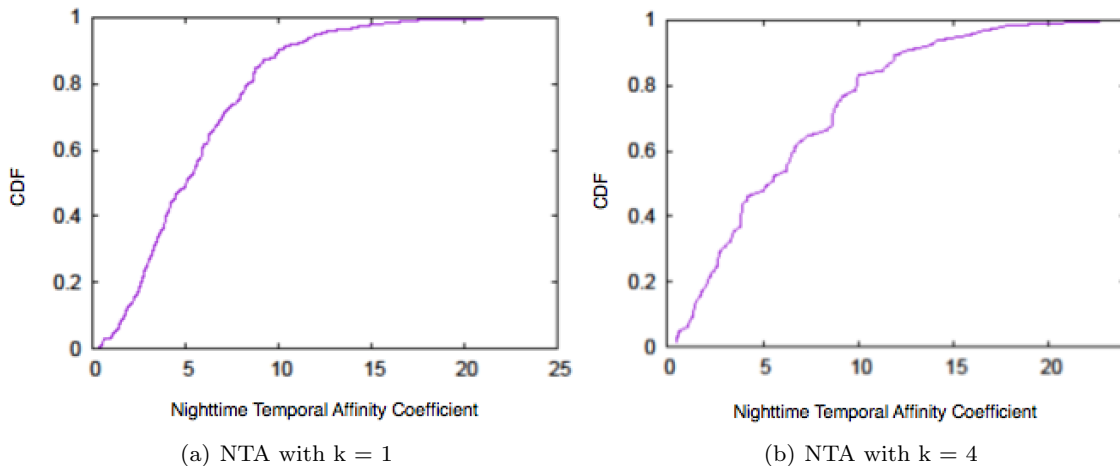 1
0.8
0.6
0.4
0.2
0
CDF
0 5 10 15 20 25
Nighttime Temporal Affinity Coefficient
(a) NTA with k = 1
1
0.8
0.6
0.4
0.2
0
CDF
0 5 10 15 20
Nighttime Temporal Affinity Coefficient
(b) NTA with k = 4